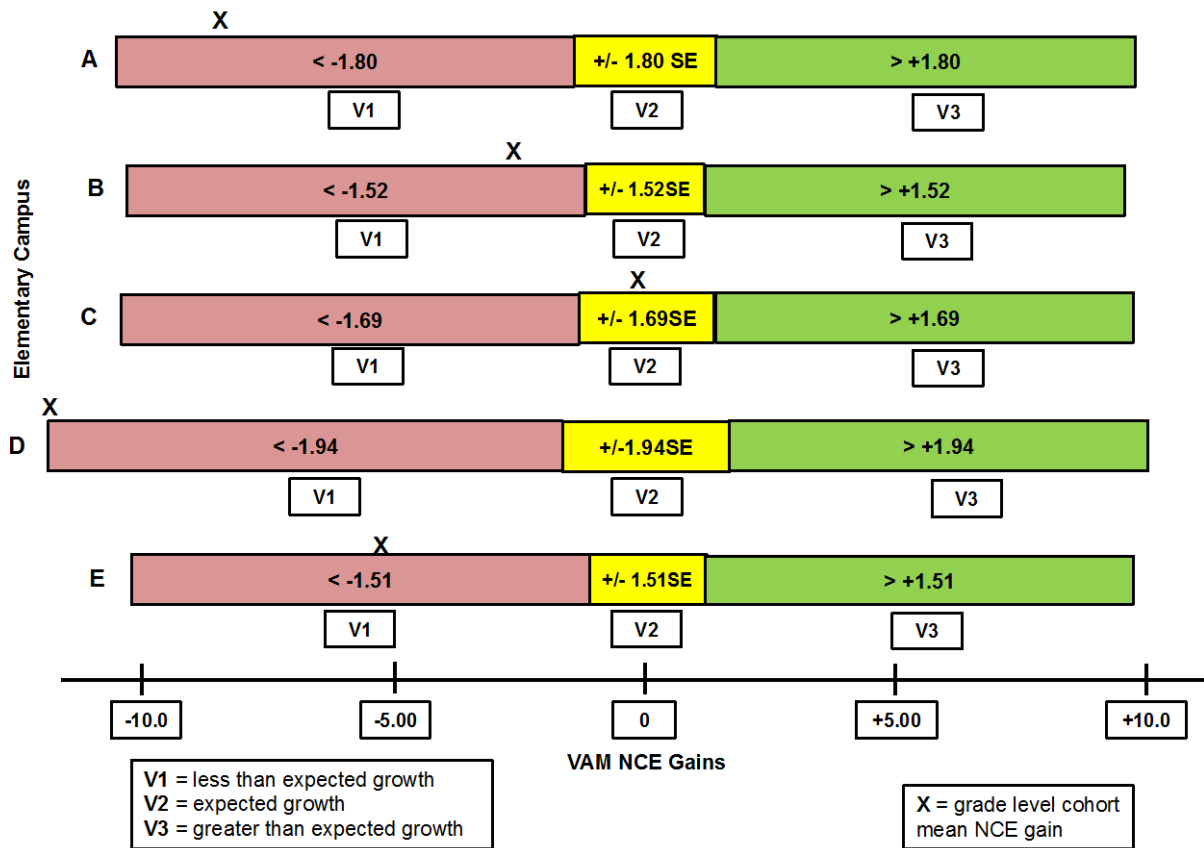 X
A
< -1.80
+/- 1.80 SE
> +1.80
V1
V2
V3
X
B
< -1.52
+/- 1.52SE
> +1.52
V1
V2
V3
Elementary Campus
X
C
< -1.69
+/- 1.69SE
> +1.69
V1
V2
V3
X
D
< -1.94
+/-1.94SE
> +1.94
V1
V2
V3
X
E
< -1.51
+/- 1.51SE
> +1.51
V1
V2
V3
-10.0
-5.00
0
+5.00
+10.0
VAM NCE Gains
V1 = less than expected growth
V2 = expected growth
V3 = greater than expected growth
X = grade level cohort
mean NCE gain